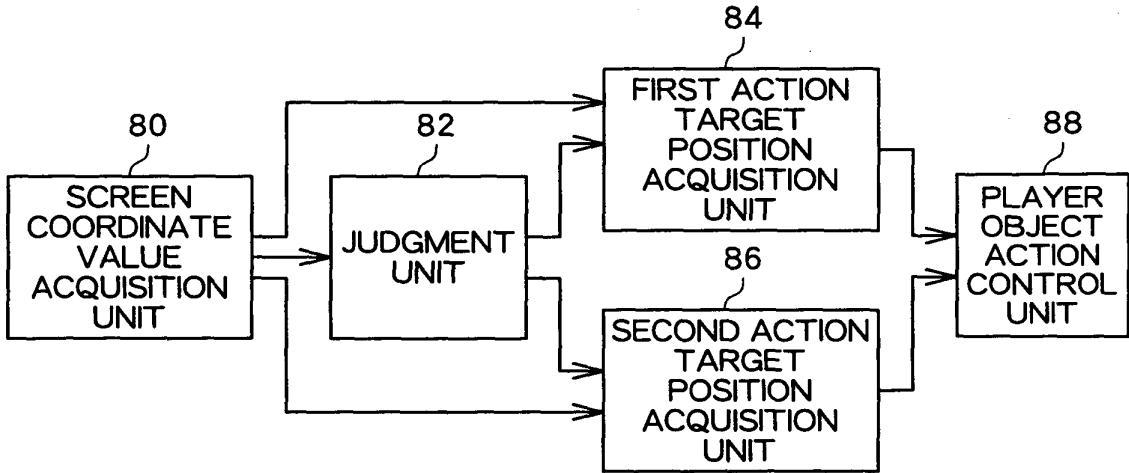 80
SCREEN
COORDINATE
VALUE
ACQUISITION
UNIT
82
JUDGMENT
UNIT
84
FIRST ACTION
TARGET
POSITION
ACQUISITION
UNIT
86
SECOND ACTION
TARGET
POSITION
ACQUISITION
UNIT
88
PLAYER
OBJECT
ACTION
CONTROL
UNIT